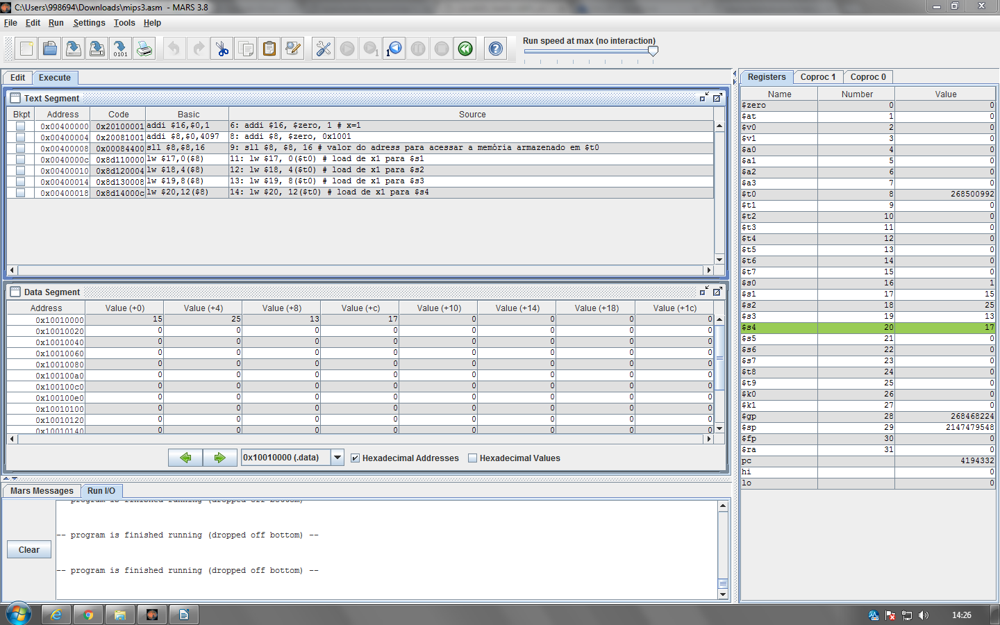 C:\Users\998694\Downloads\mips3.asm - MARS 3.8
File Edit Run Settings Tools Help
Run speed at max (no interaction)
Edit Execute
Text Segment
Bkpt Address Code Basic Source
0x00400000 0x20100001 addi $16,$0,1 6: addi $16, $zero, 1 # x=1
0x00400004 0x20081001 addi $8,$0,4097 8: addi $8, $zero, 0x1001
0x00400008 0x00084400 sll $8,$8,16 9: sll $8, $8, 16 # valor do adress para acessar a memória armazenado em $t0
0x0040000c 0x8d110000 lw $17,0($8) 11: lw $17, 0($t0) # load de x1 para $s1
0x00400010 0x8d120004 lw $18,4($8) 12: lw $18, 4($t0) # load de x1 para $s2
0x00400014 0x8d130008 lw $19,8($8) 13: lw $19, 8($t0) # load de x1 para $s3
0x00400018 0x8d14000c lw $20,12($8) 14: lw $20, 12($t0) # load de x1 para $s4
Data Segment
Address Value (+0) Value (+4) Value (+8) Value (+c) Value (+10) Value (+14) Value (+18) Value (+1c)
0x10010000 15 25 13 17 0 0 0 0
0x10010020 0 0 0 0 0 0 0 0
0x10010040 0 0 0 0 0 0 0 0
0x10010060 0 0 0 0 0 0 0 0
0x10010080 0 0 0 0 0 0 0 0
0x100100a0 0 0 0 0 0 0 0 0
0x100100c0 0 0 0 0 0 0 0 0
0x100100e0 0 0 0 0 0 0 0 0
0x10010100 0 0 0 0 0 0 0 0
0x10010120 0 0 0 0 0 0 0 0
0x10010140 0 0 0 0 0 0 0 0
0x10010000 (.data) Hexadecimal Addresses Hexadecimal Values
Mars Messages Run I/O
program is finished running (dropped off bottom)
-- program is finished running (dropped off bottom) --
Clear
-- program is finished running (dropped off bottom) --
Registers Coproc 1 Coproc 0
Name Number Value
$zero 0 0
$at 1 0
$v0 2 0
$v1 3 0
$a0 4 0
$a1 5 0
$a2 6 0
$a3 7 0
$t0 8 268500992
$t1 9 0
$t2 10 0
$t3 11 0
$t4 12 0
$t5 13 0
$t6 14 0
$t7 15 0
$s0 16 1
$s1 17 15
$s2 18 25
$s3 19 13
$s4 20 17
$s5 21 0
$s6 22 0
$s7 23 0
$t8 24 0
$t9 25 0
$k0 26 0
$k1 27 0
$gp 28 268468224
$sp 29 2147479548
$fp 30 0
$ra 31 0
pc 4194332
hi 0
lo 0
14:26